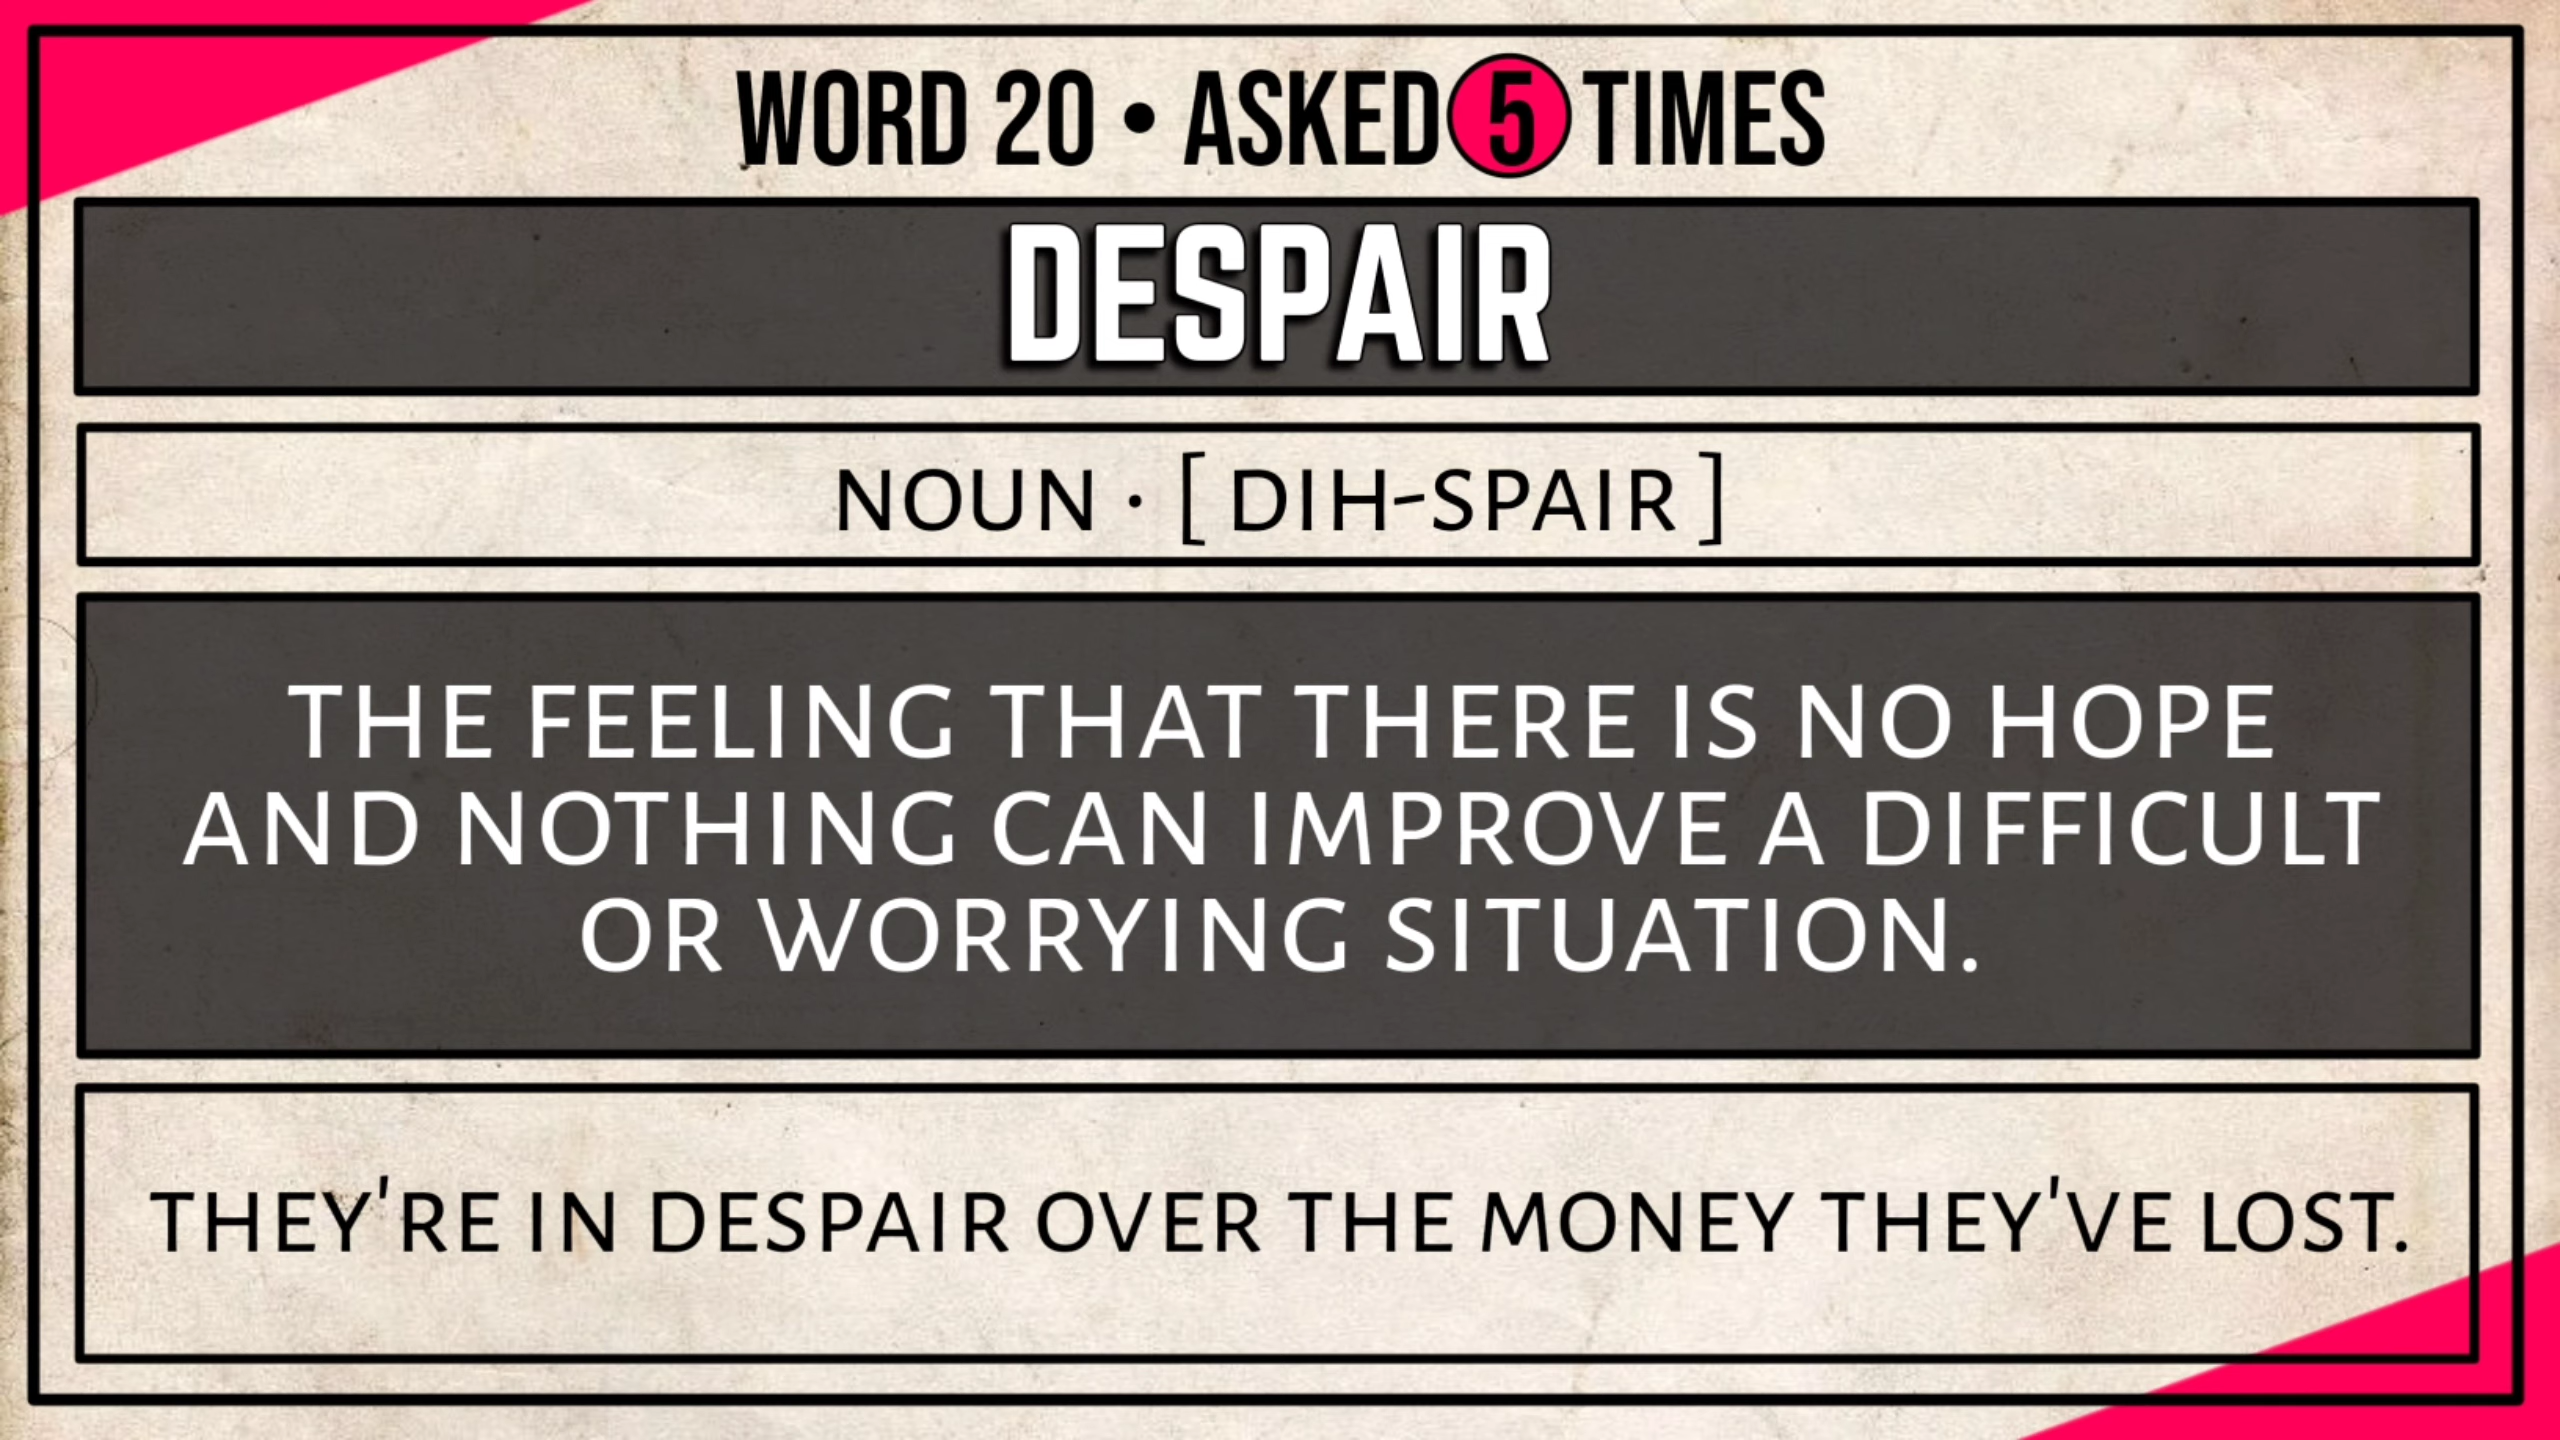 WORD 20 • ASKED 5 TIMES
DESPAIR
NOUN · [ DIH-SPAIR ]
THE FEELING THAT THERE IS NO HOPE
AND NOTHING CAN IMPROVE A DIFFICULT
OR WORRYING SITUATION.
THEY'RE IN DESPAIR OVER THE MONEY THEY'VE LOST.